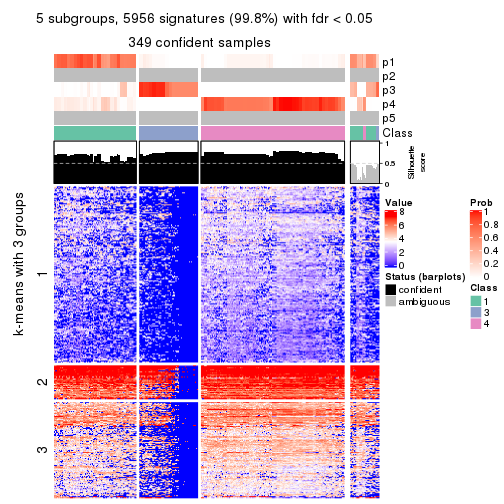 5 subgroups, 5956 signatures (99.8%) with fdr < 0.05
349 confident samples
p1
p2
p3
p4
p5
Class
1
0.5
0
Silhouette
score
k-means with 3 groups
1
2
3
Value
8
6
4
2
0
Status (barplots)
confident
ambiguous
Prob
1
0.8
0.6
0.4
0.2
0
Class
1
3
4